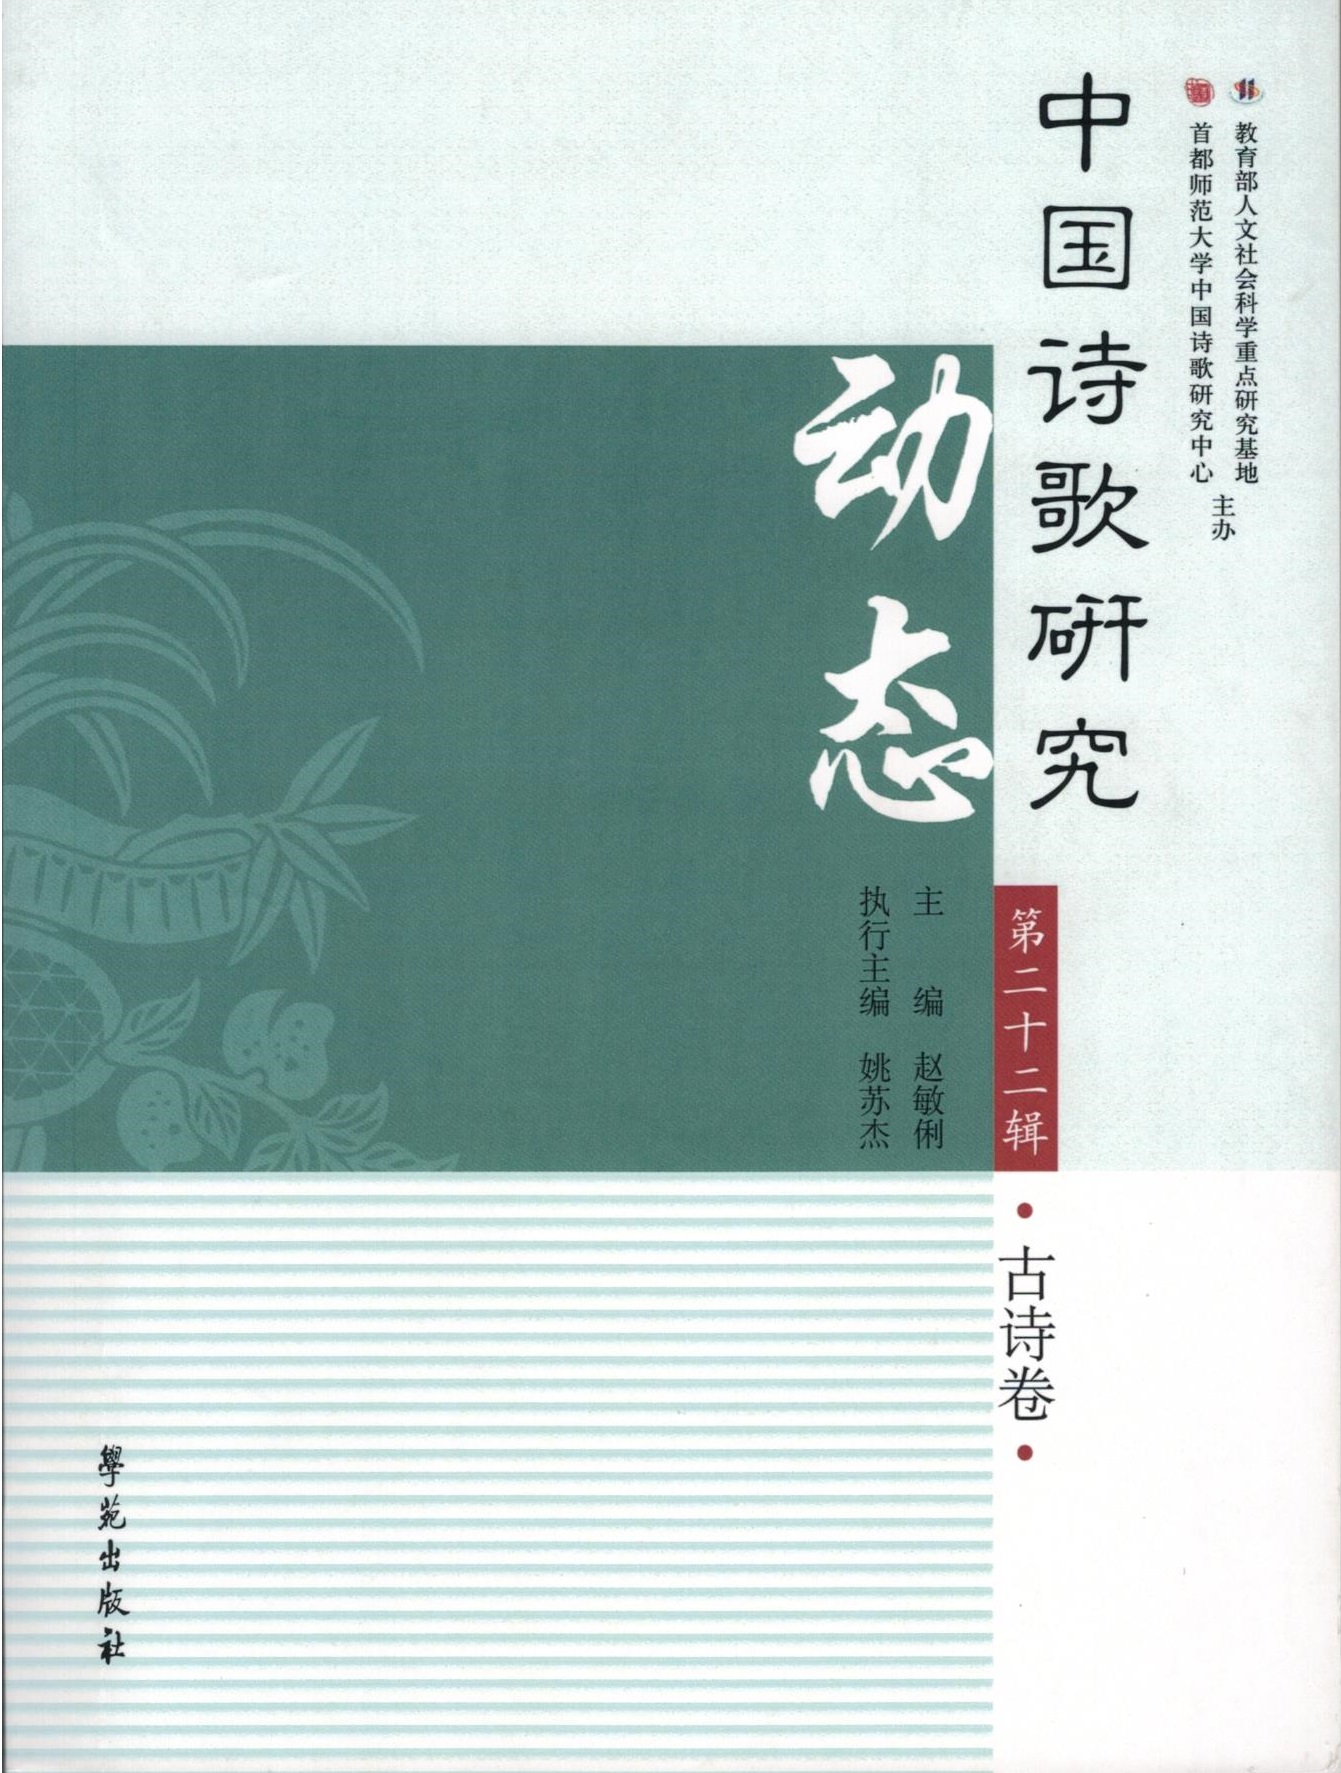 教育部人文社会科学重点研究基地
首都师范大学中国诗歌研究中心
主办
中国诗歌研究
动态
第二十二辑
·古诗卷·
主编 赵敏俐
执行主编 姚苏杰
學苑出版社